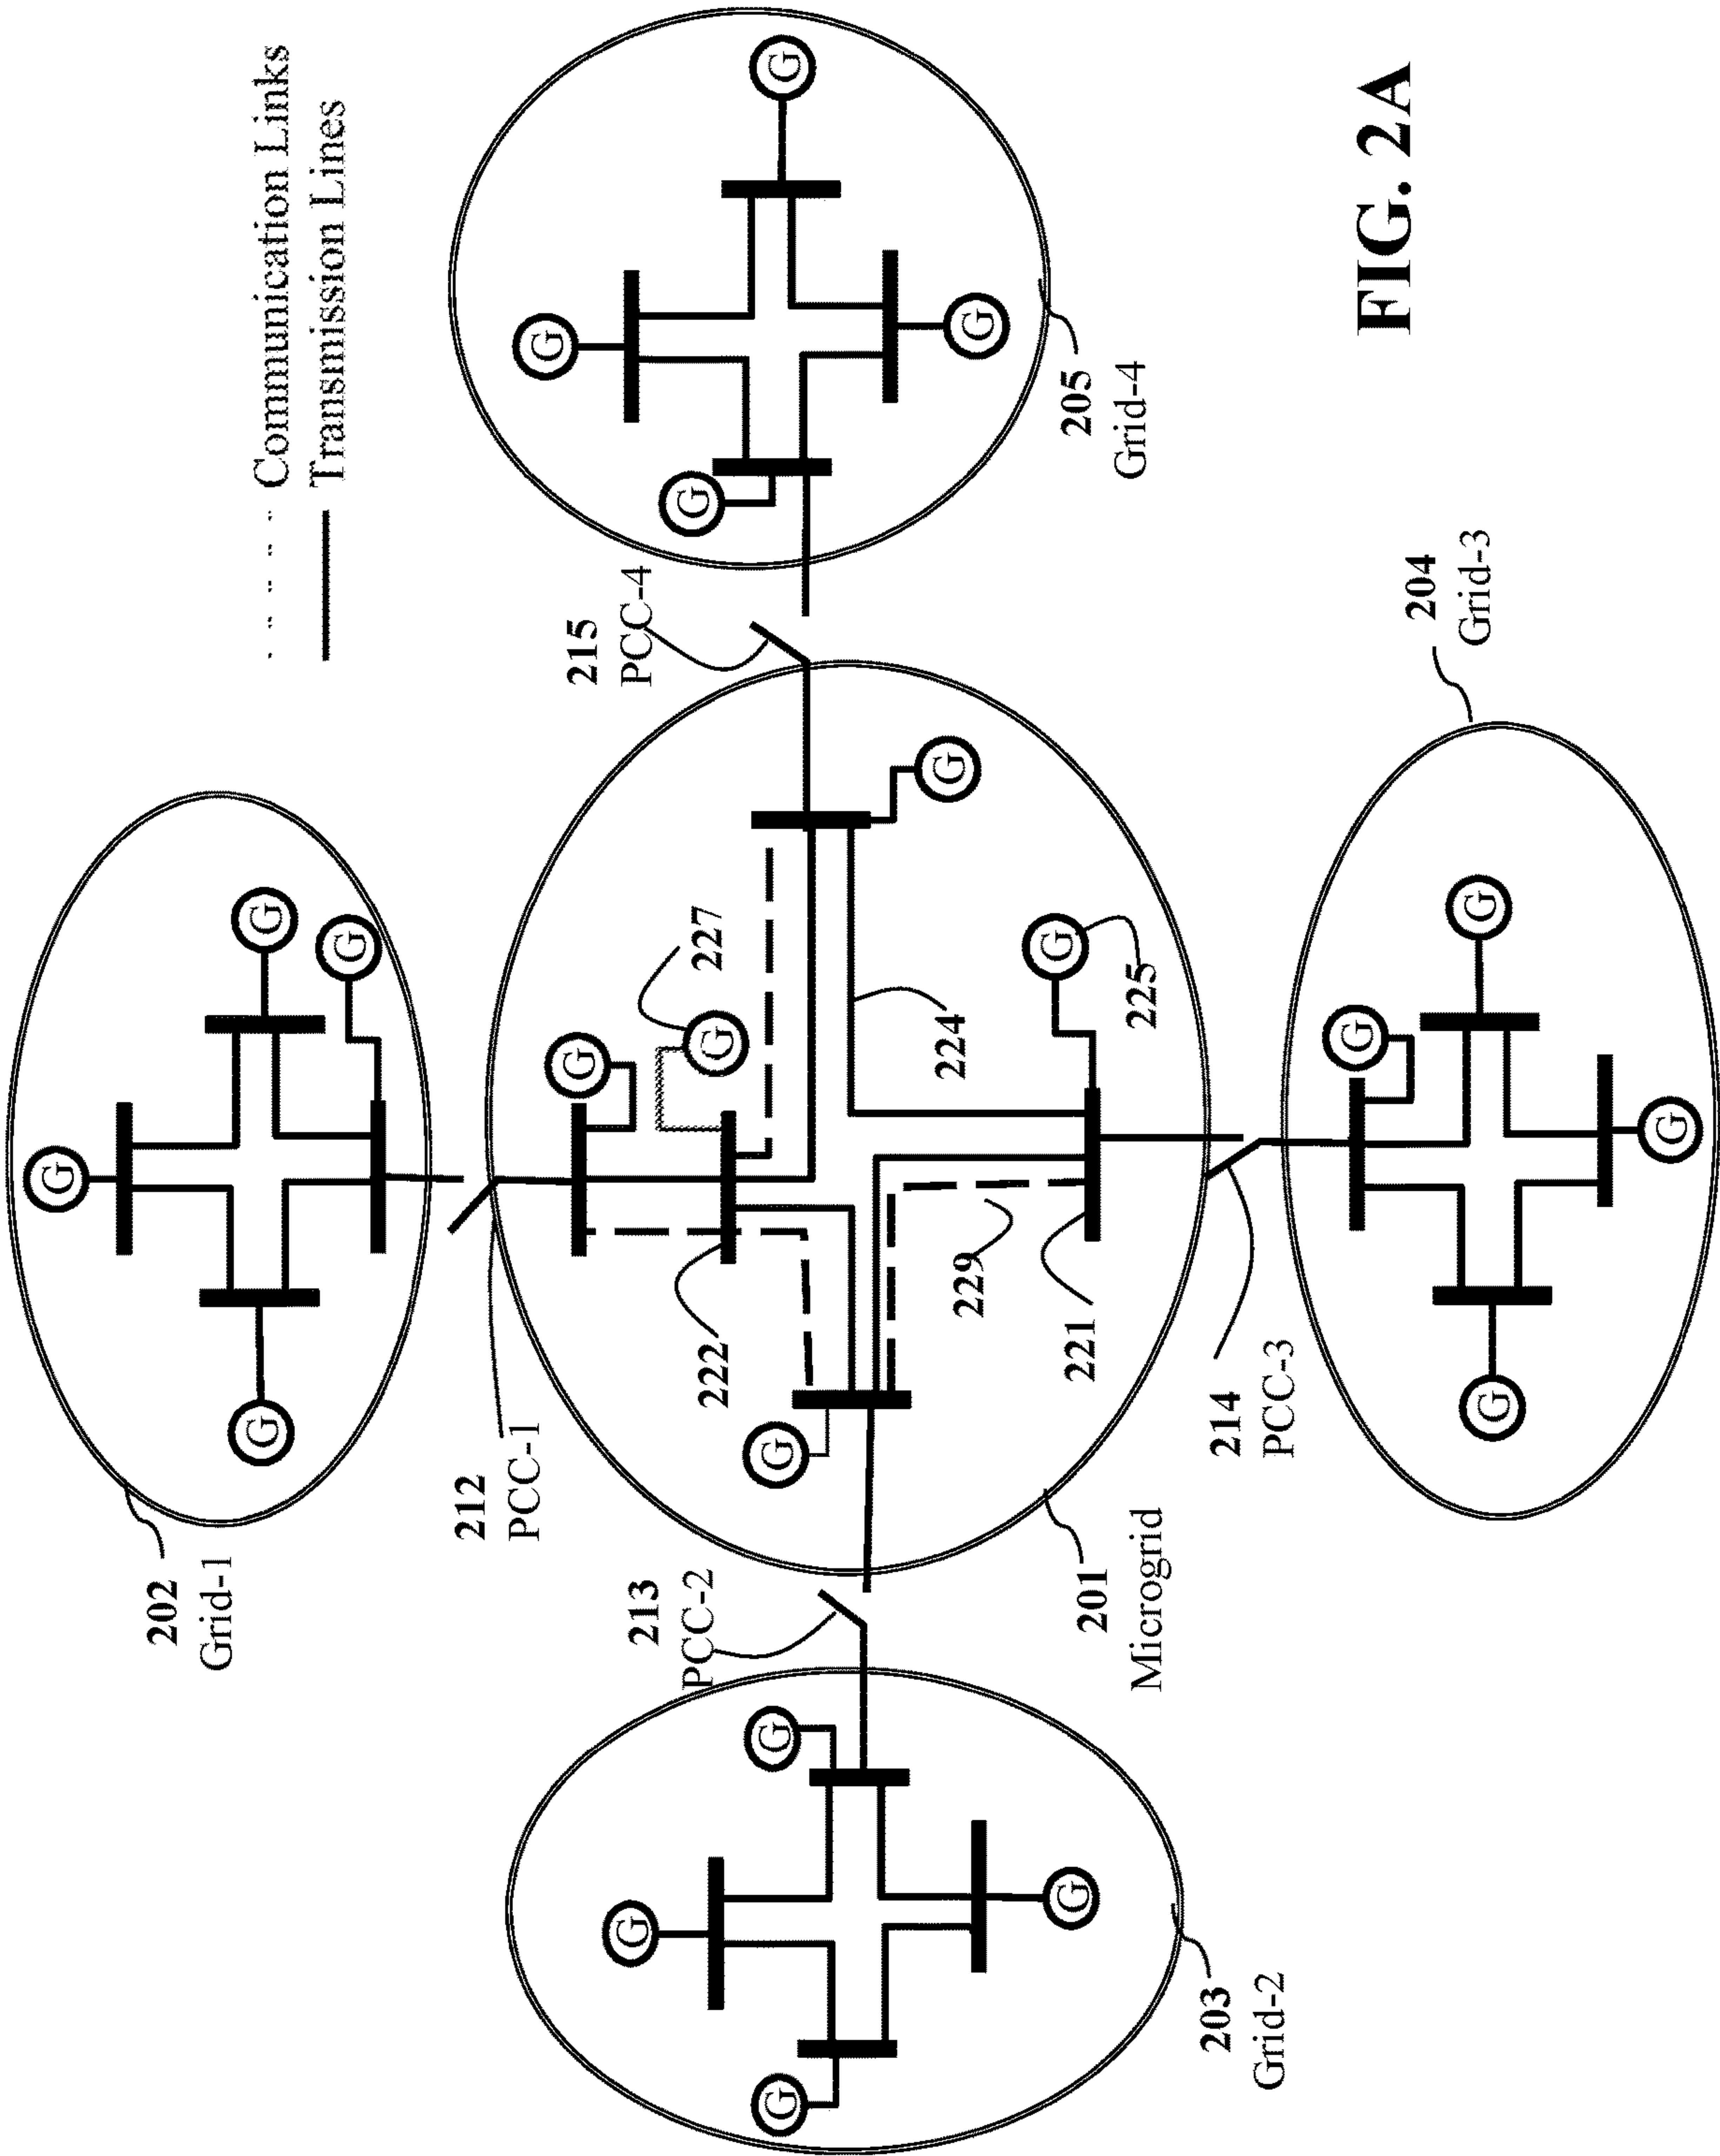 Communication Links
Transmission Lines
202
Grid-1
G
G
G
G
212
PCC-1
213
PCC-2
G
G
G
G
203
Grid-2
201
Microgrid
G
G
G
G
G
222
227
224
229
221
225
215
PCC-4
G
G
G
G
205
Grid-4
214
PCC-3
204
Grid-3
G
G
G
G
FIG. 2A